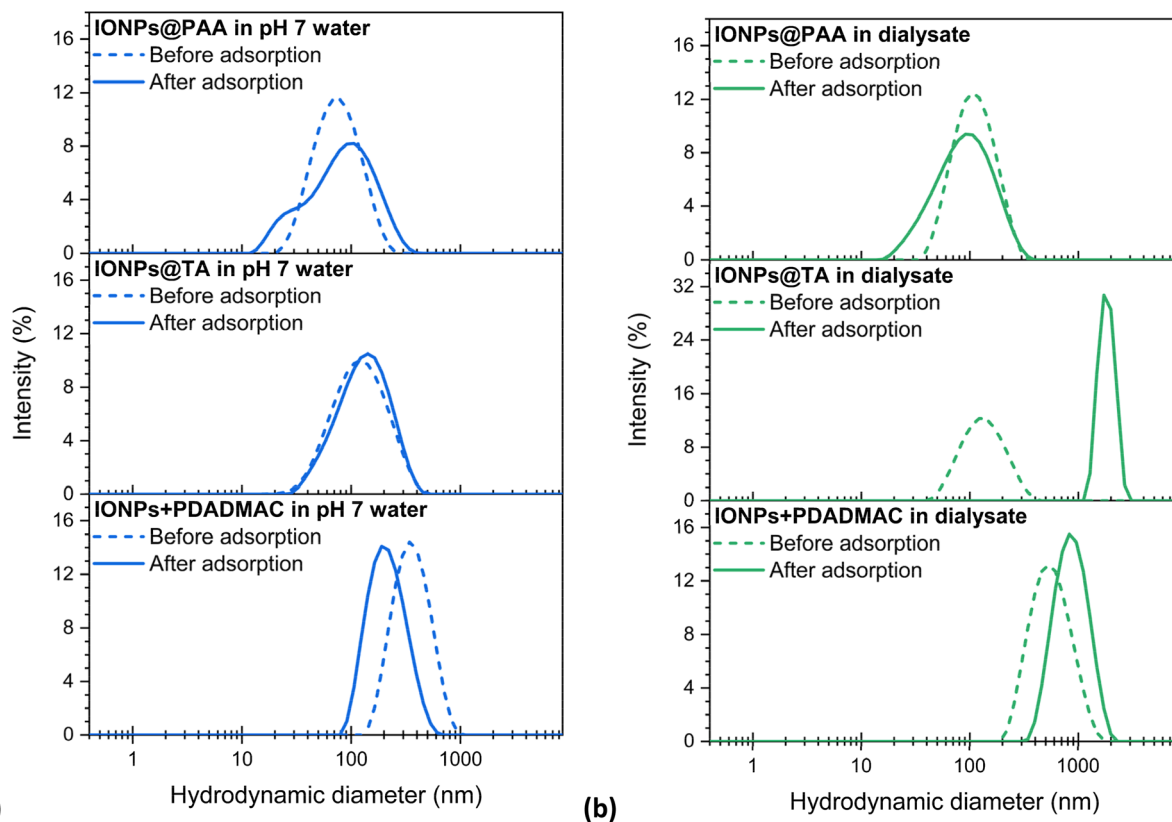 IONPs@PAA in pH 7 water
Before adsorption
After adsorption
16
12
8
4
0
IONPs@TA in pH 7 water
Before adsorption
After adsorption
16
12
8
4
0
IONPs+PDADMAC in pH 7 water
Before adsorption
After adsorption
16
12
8
4
0
1
10
100
1000
Intensity (%)
Hydrodynamic diameter (nm)
(b)
IONPs@PAA in dialysate
Before adsorption
After adsorption
16
12
8
4
0
IONPs@TA in dialysate
Before adsorption
After adsorption
32
24
16
8
0
IONPs+PDADMAC in dialysate
Before adsorption
After adsorption
16
12
8
4
0
1
10
100
1000
Intensity (%)
Hydrodynamic diameter (nm)